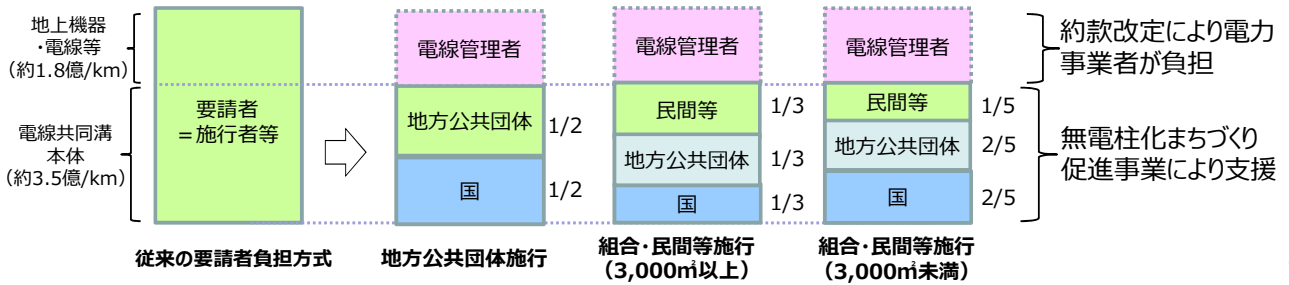 地上機器
・電線等
(約1.8億/km)
電線共同溝
本体
(約3.5億/km)
要請者
=施行者等
従来の要請者負担方式
電線管理者
地方公共団体
1/2
国
1/2
地方公共団体施行
電線管理者
民間等
1/3
地方公共団体
1/3
国
1/3
組合・民間等施行
(3,000㎡以上)
電線管理者
民間等
1/5
地方公共団体
2/5
国
2/5
組合・民間等施行
(3,000㎡未満)
約款改定により電力
事業者が負担
無電柱化まちづくり
促進事業により支援